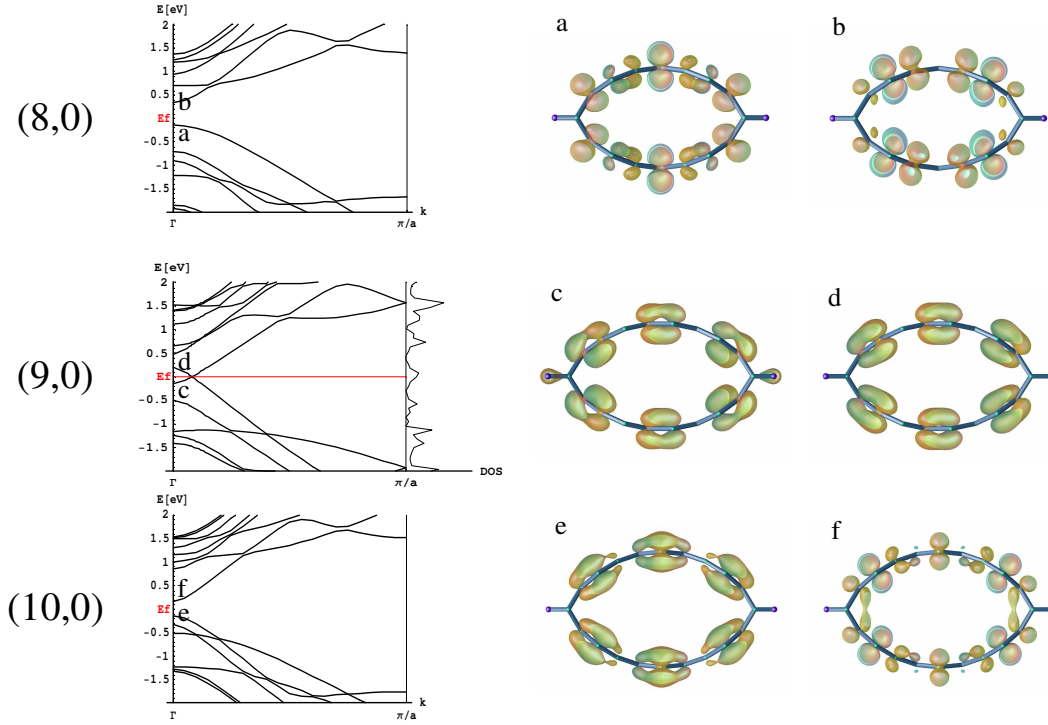 (8,0)
E[eV]
2
1.5
1
0.5
Ef
-0.5
-1
-1.5
b
a
k
Γ
π/a
a
b
(9,0)
E[eV]
2
1.5
1
0.5
Ef
-0.5
-1
-1.5
d
c
DOS
Γ
π/a
c
d
(10,0)
E[eV]
2
1.5
1
0.5
Ef
-0.5
-1
-1.5
f
e
k
Γ
π/a
e
f